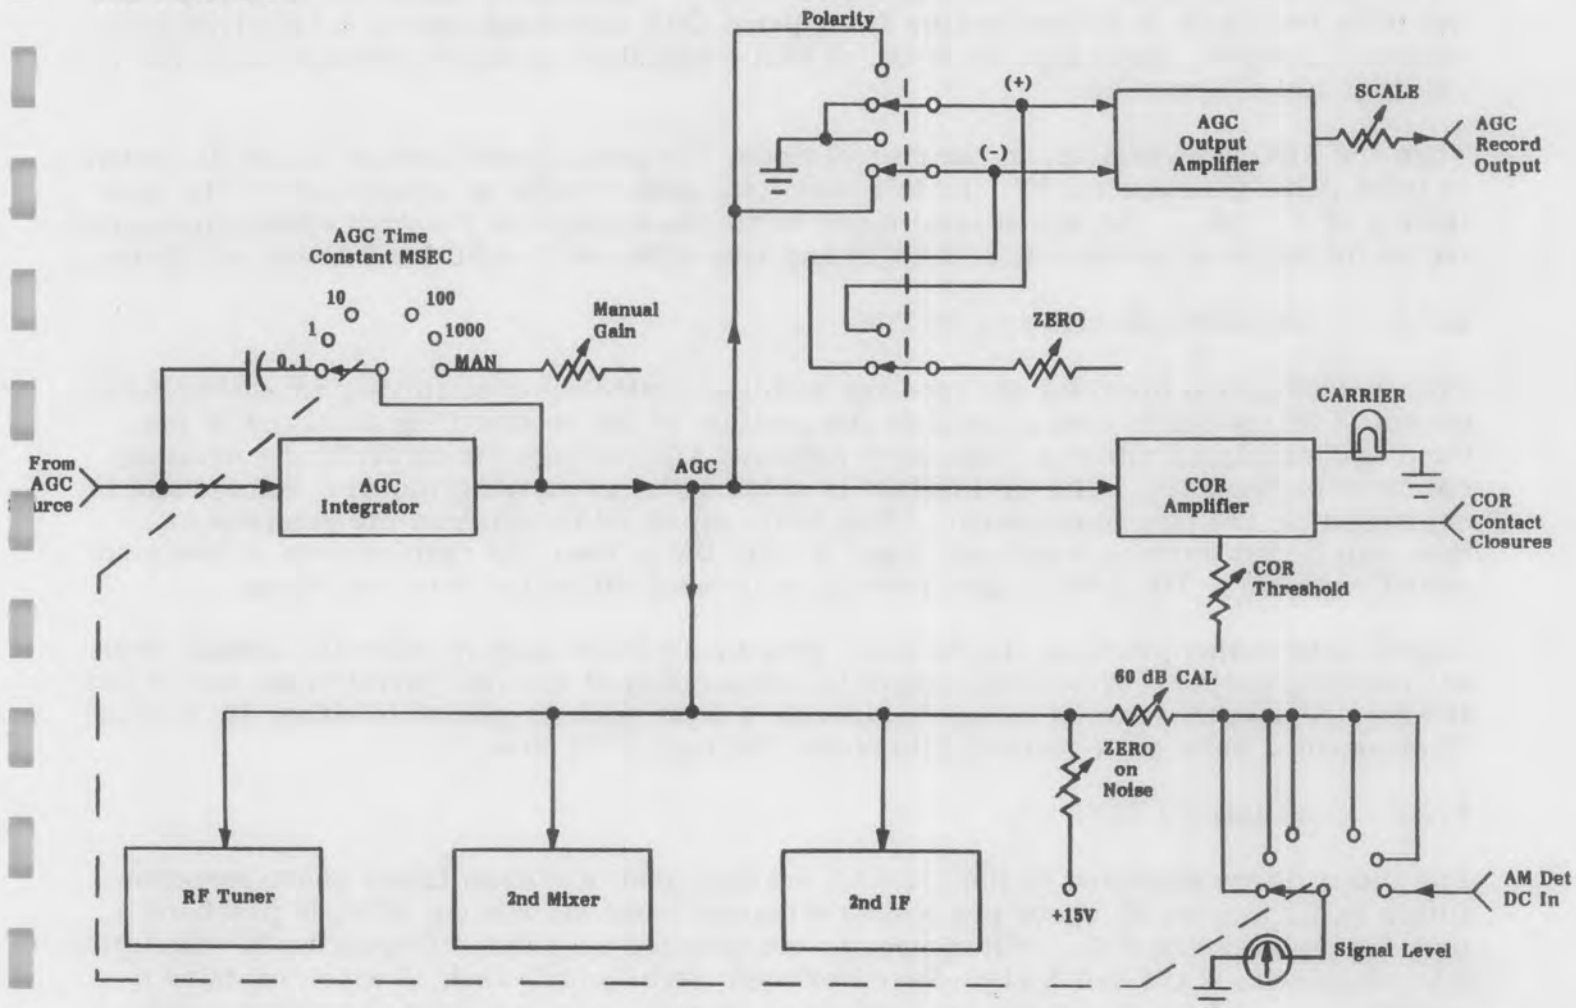 Polarity
(+)
(-)
AGC
Output
Amplifier
SCALE
AGC
Record
Output
AGC Time
Constant MSEC
10
100
1
1000
0.1
MAN
Manual
Gain
ZERO
CARRIER
From
AGC
Source
AGC
Integrator
AGC
COR
Amplifier
COR
Contact
Closures
COR
Threshold
60 dB CAL
ZERO
on
Noise
+15V
RF Tuner
2nd Mixer
2nd IF
AM Det
DC In
Signal Level